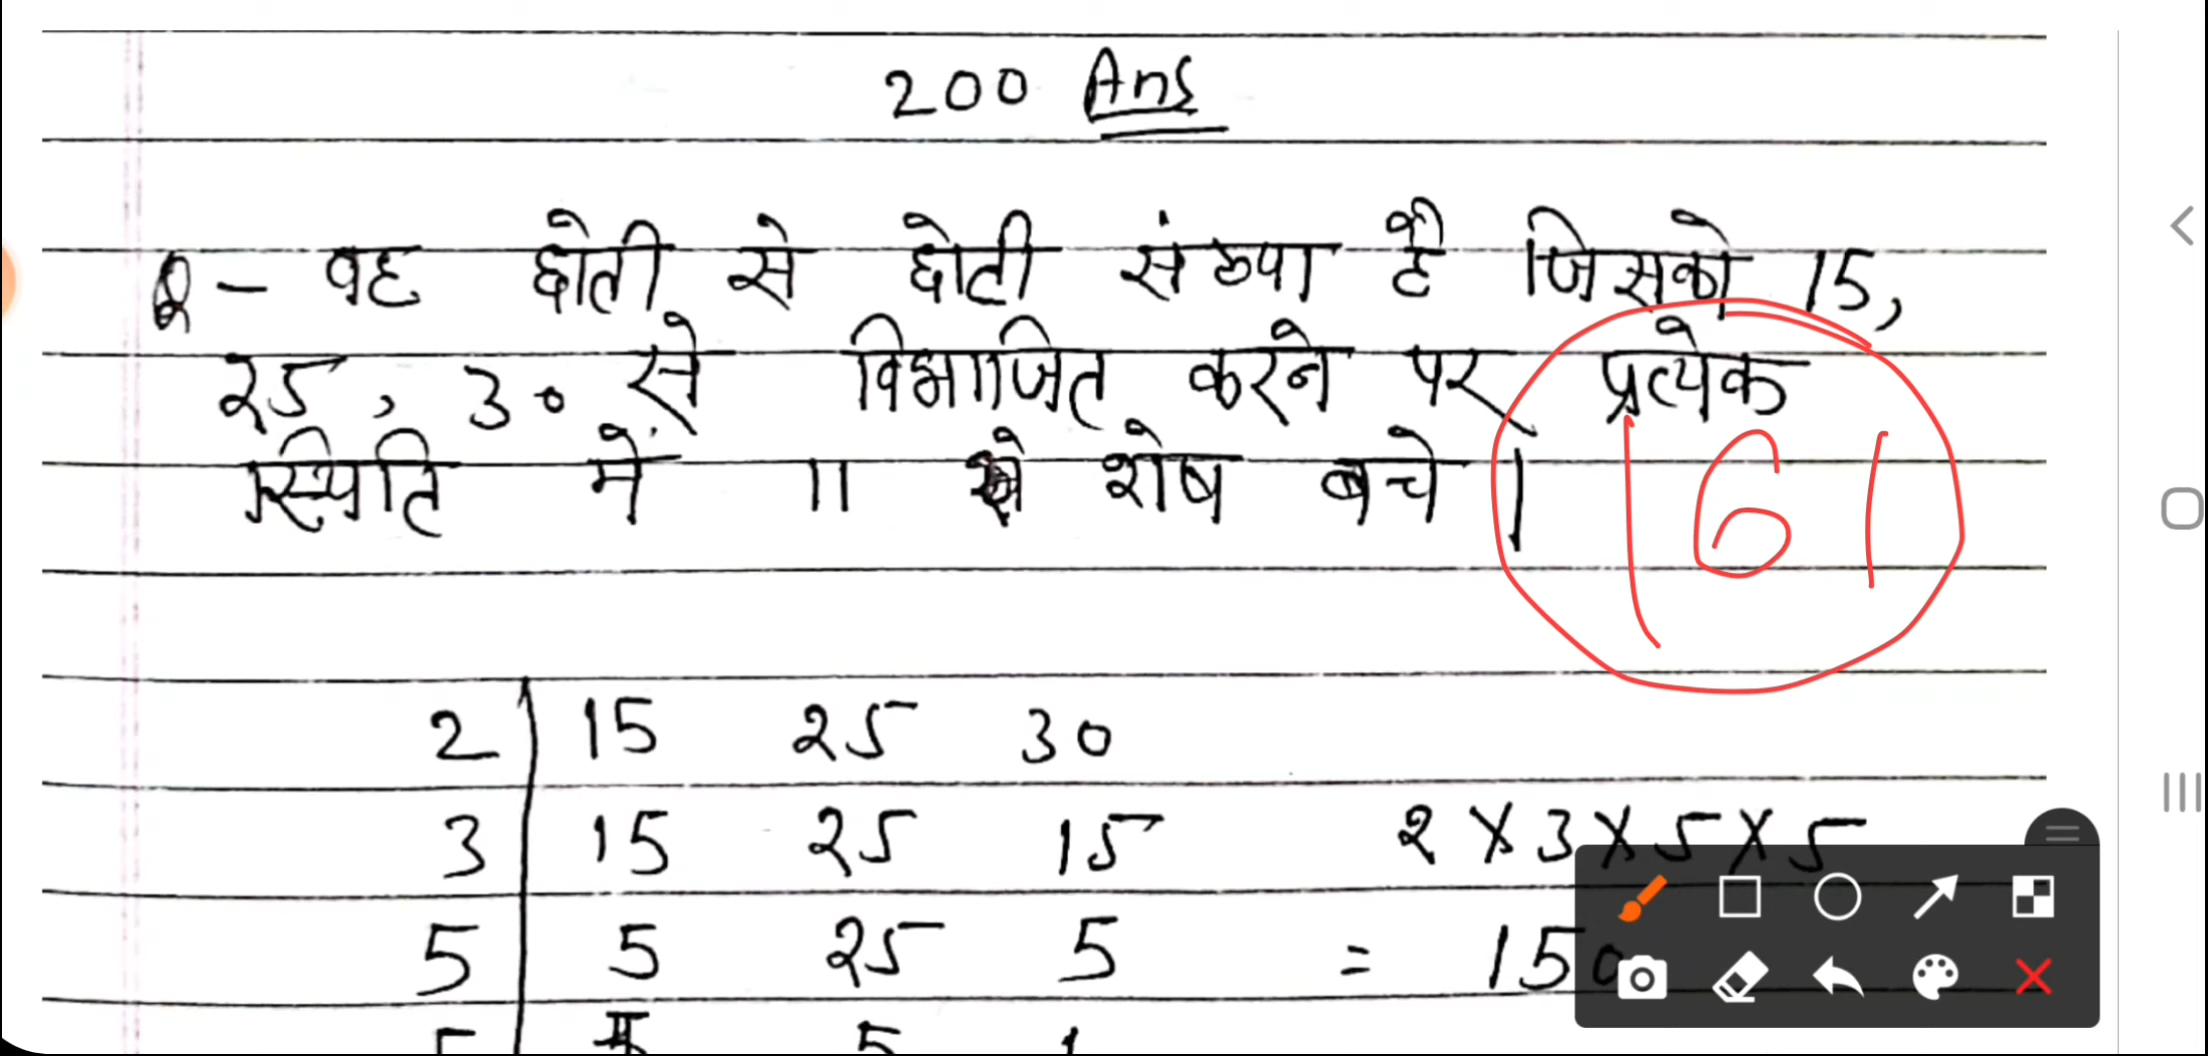 200 Ans
Q - वह छोती से छोटी संख्या है जिसको 15,
25, 30 से विभाजित करने पर प्रत्येक
स्थिति में 11 शेष बचे |
161
2 | 15 25 30
3 | 15 25 15 2 X 3 X 5 X 5
5 | 5 25 5 = 150